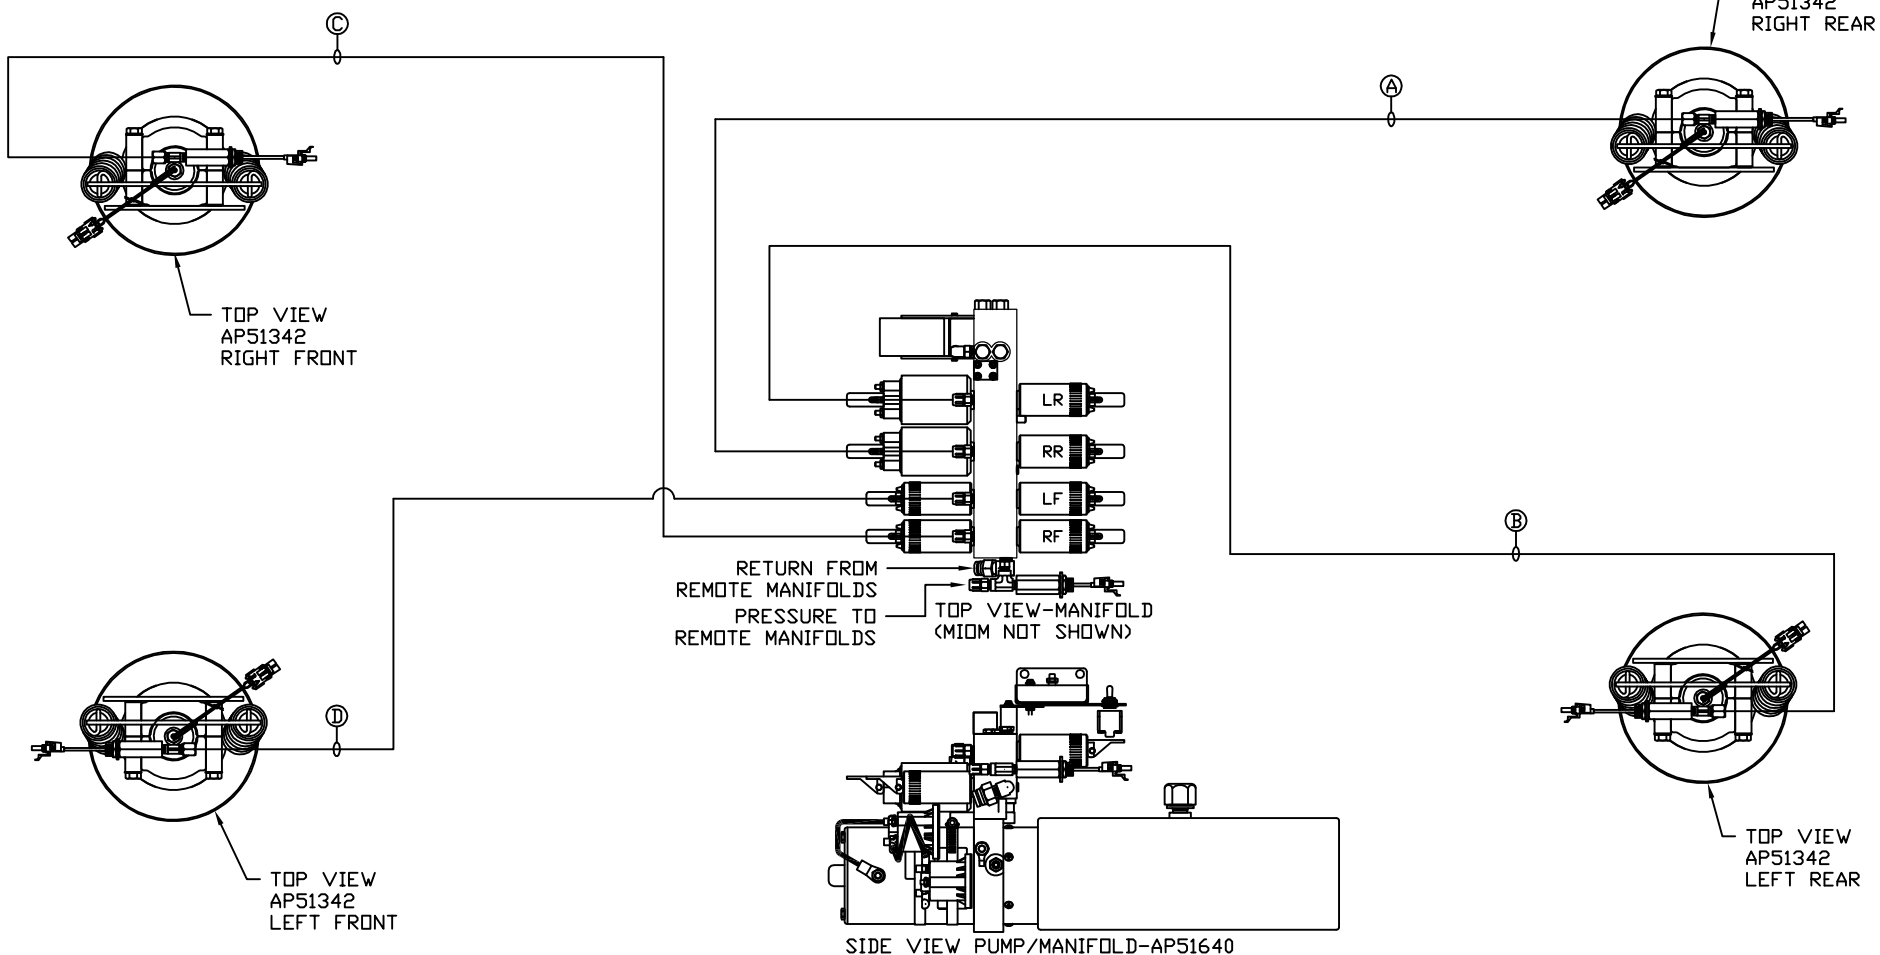 C
AP51342
RIGHT REAR
A
TOP VIEW
AP51342
RIGHT FRONT
LR
RR
LF
RF
B
RETURN FROM
REMOTE MANIFOLDS
PRESSURE TO
REMOTE MANIFOLDS
TOP VIEW-MANIFOLD
(MIOM NOT SHOWN)
D
TOP VIEW
AP51342
LEFT FRONT
TOP VIEW
AP51342
LEFT REAR
SIDE VIEW PUMP/MANIFOLD-AP51640